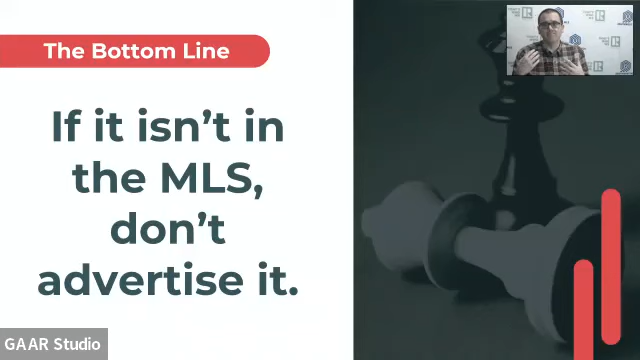 The Bottom Line
If it isn't in
the MLS,
don't
advertise it.
GAAR Studio